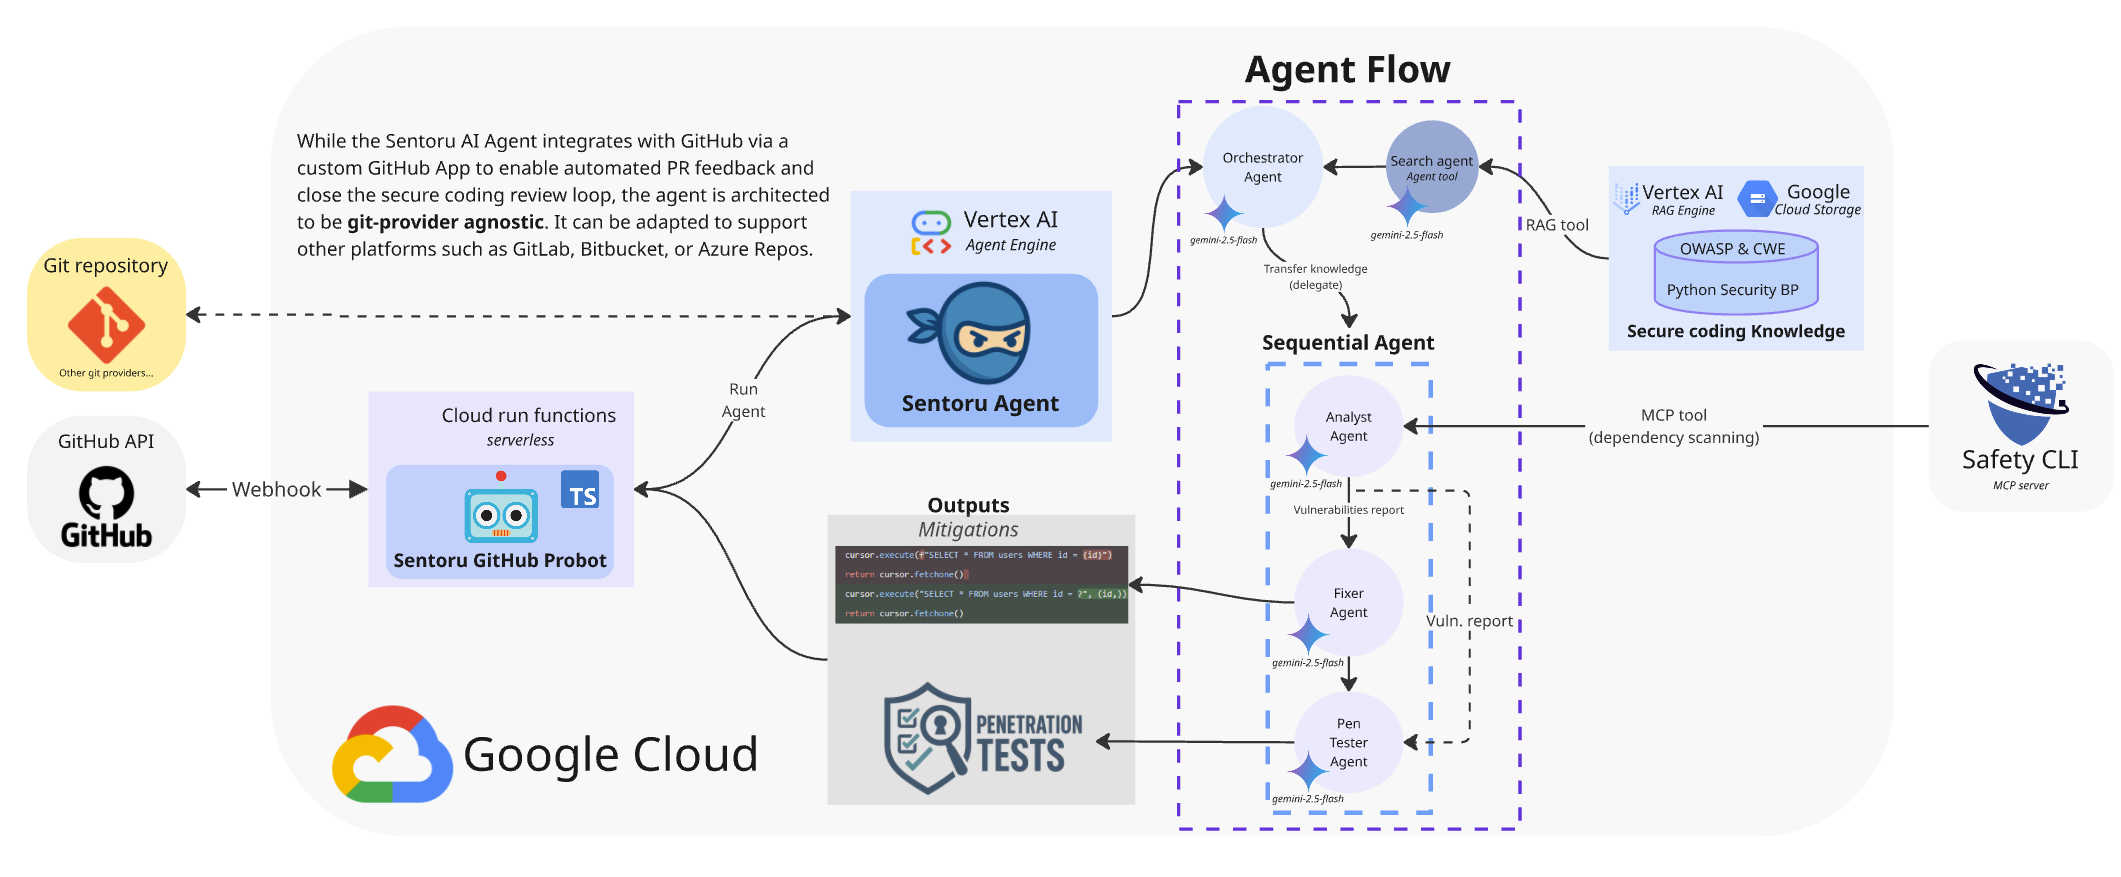 Agent Flow
While the Sentoru AI Agent integrates with GitHub via a
custom GitHub App to enable automated PR feedback and
close the secure coding review loop, the agent is architected
to be git-provider agnostic. It can be adapted to support
other platforms such as GitLab, Bitbucket, or Azure Repos.
Git repository
Other git providers...
GitHub API
GitHub
Webhook
Cloud run functions
serverless
TS
Sentoru GitHub Probot
Run
Agent
Vertex AI
Agent Engine
Sentoru Agent
Orchestrator
Agent
gemini-2.5-flash
Search agent
Agent tool
gemini-2.5-flash
RAG tool
Vertex AI
RAG Engine
Google
Cloud Storage
OWASP & CWE
Python Security BP
Secure coding Knowledge
Transfer knowledge
(delegate)
Sequential Agent
Analyst
Agent
gemini-2.5-flash
MCP tool
(dependency scanning)
Safety CLI
MCP server
Vulnerabilities report
Fixer
Agent
gemini-2.5-flash
Vuln. report
Pen
Tester
Agent
gemini-2.5-flash
Outputs
Mitigations
cursor.execute(f"SELECT * FROM users WHERE id = {id}")
return cursor.fetchone()
cursor.execute("SELECT * FROM users WHERE id = ?", (id,))
return cursor.fetchone()
PENETRATION
TESTS
Google Cloud